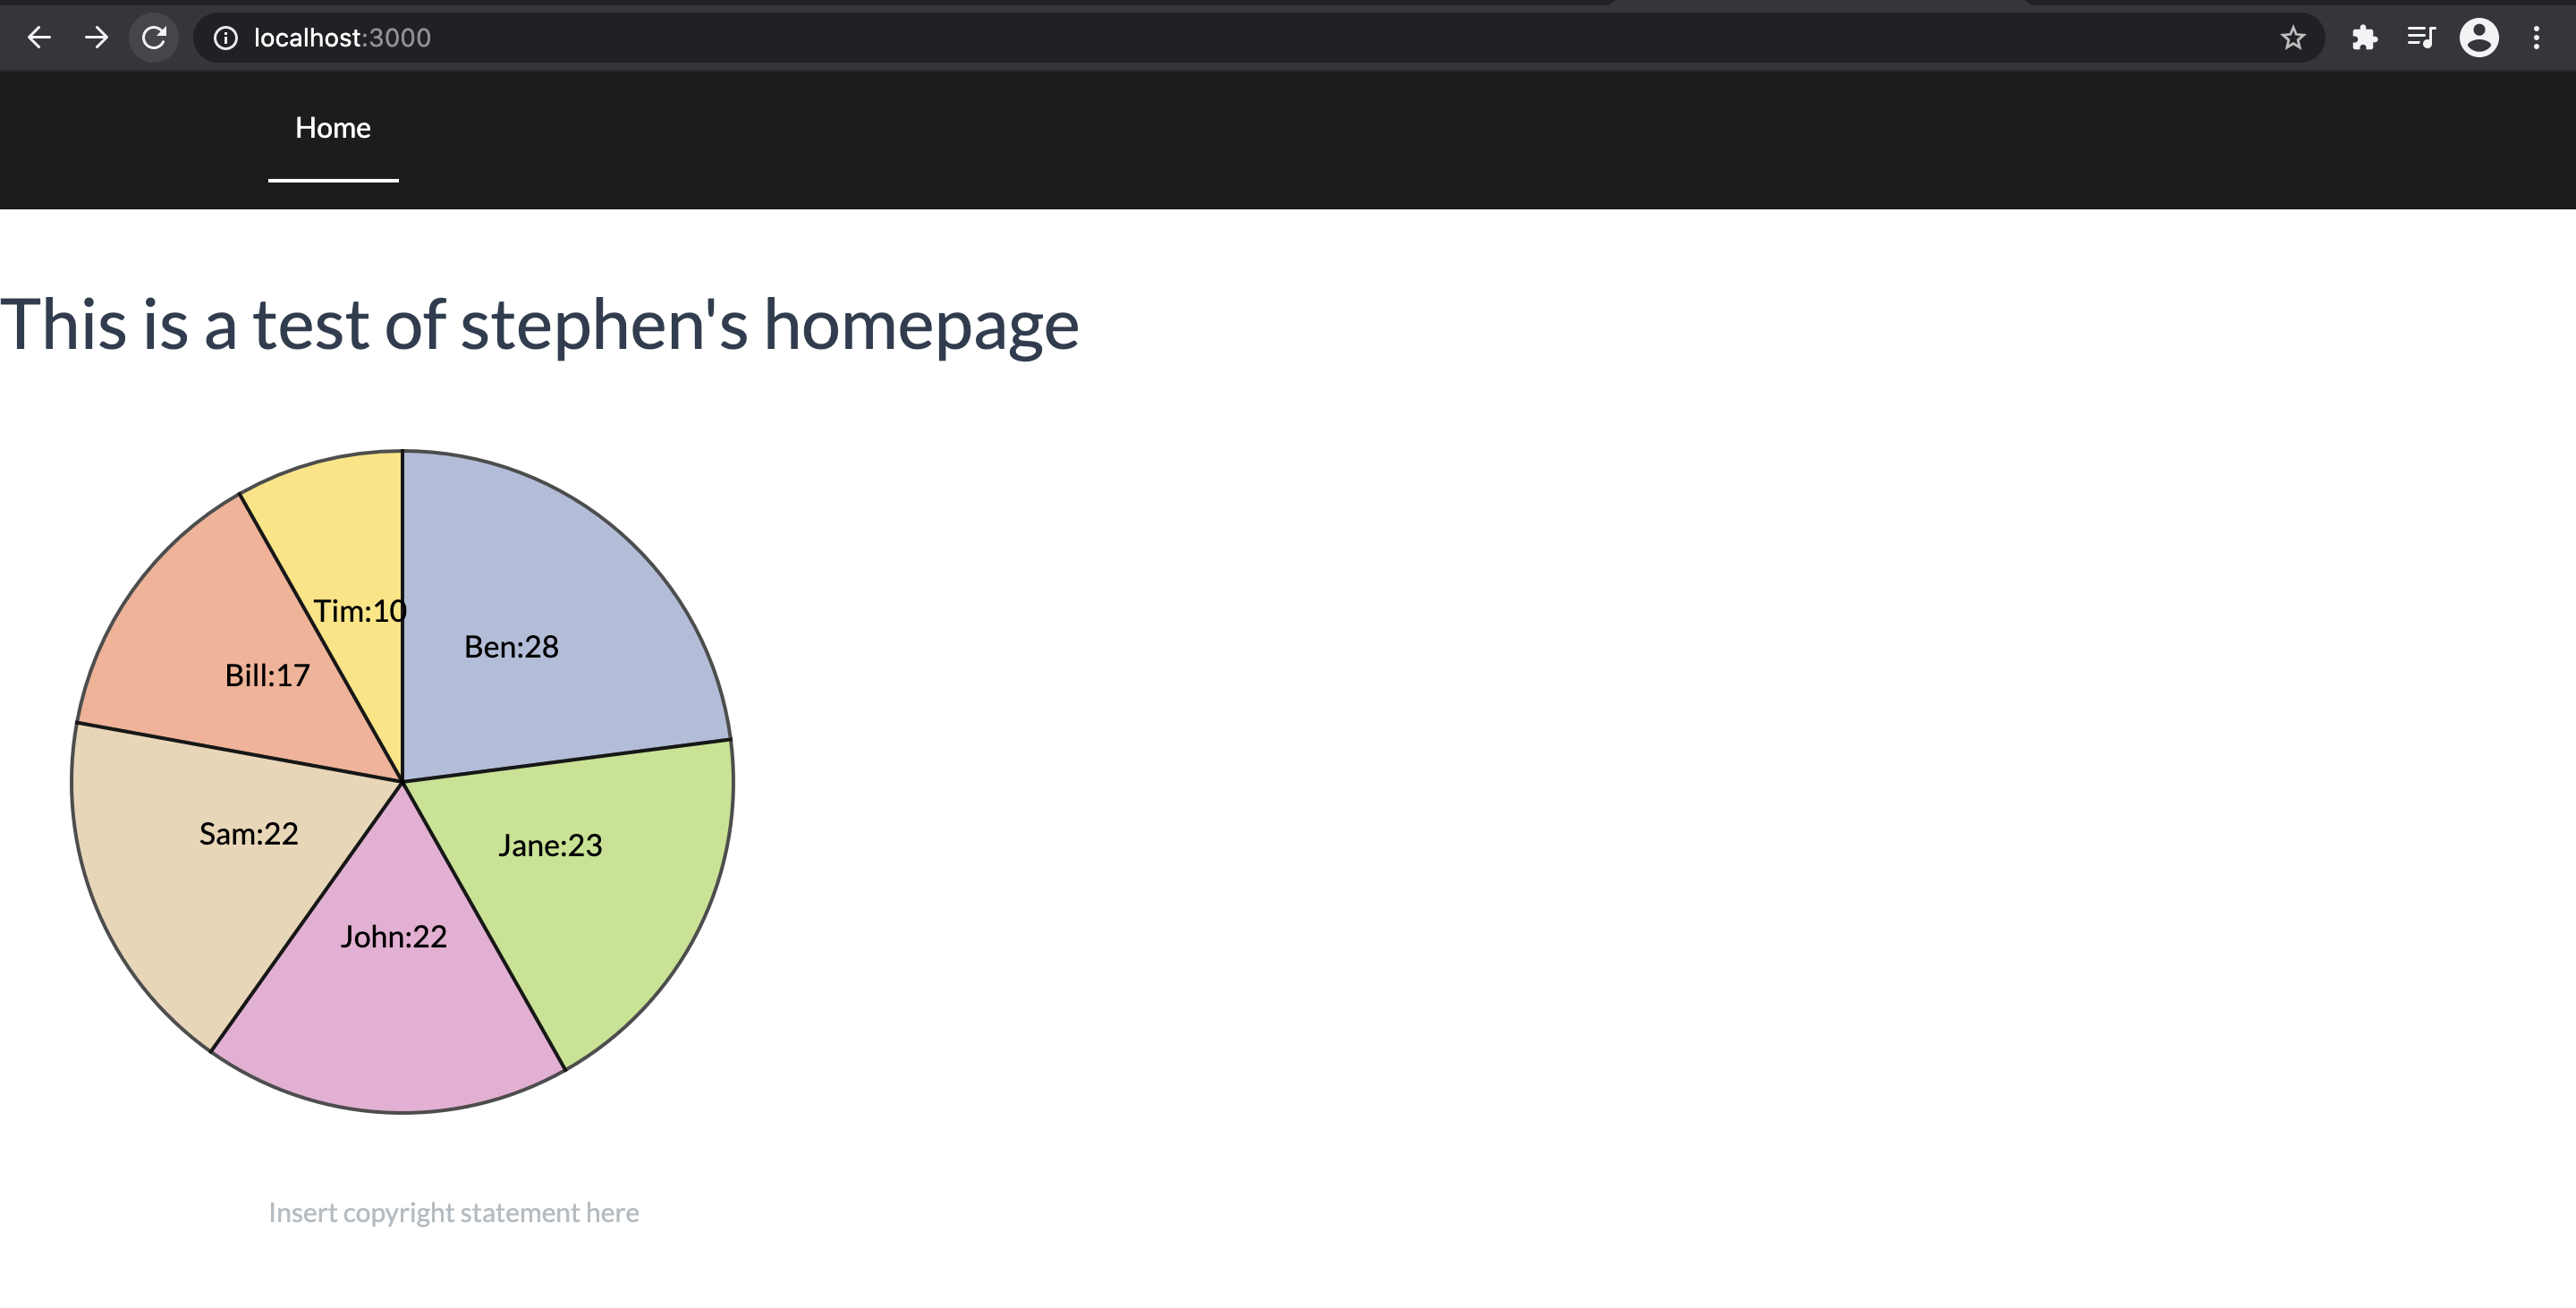 localhost:3000
Home
This is a test of stephen's homepage
Tim:10
Ben:28
Bill:17
Sam:22
Jane:23
John:22
Insert copyright statement here